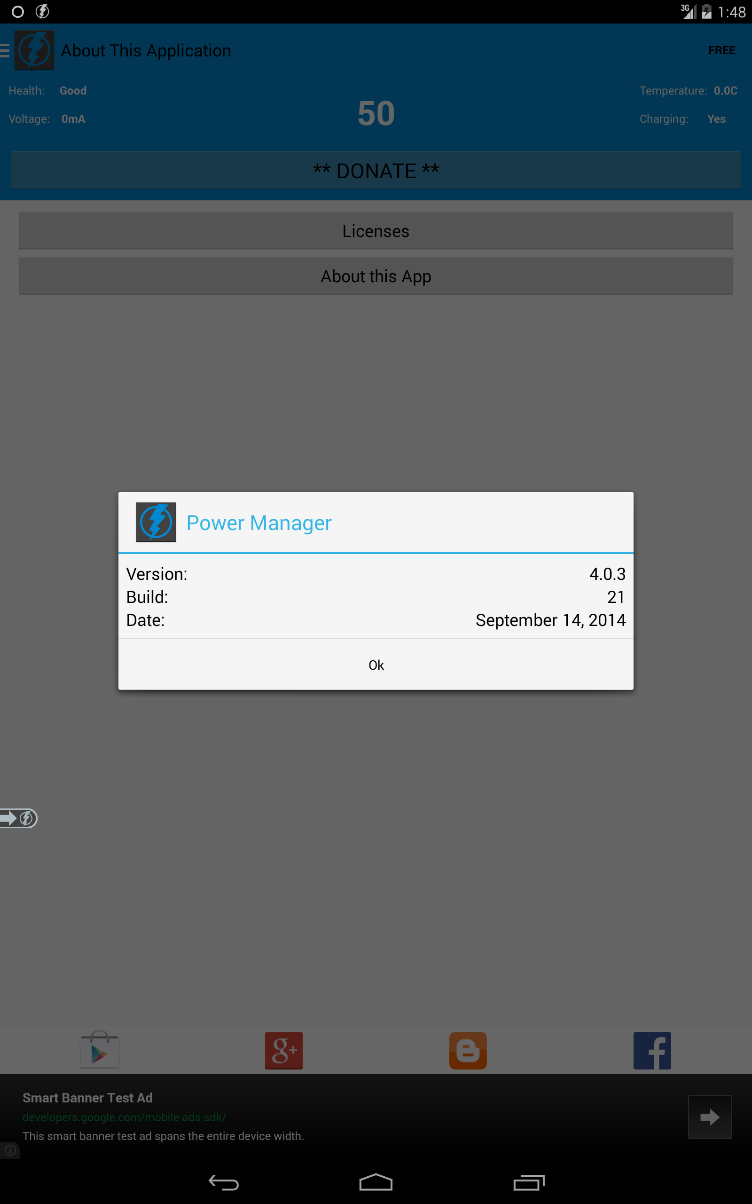 3G 1:48
About This Application FREE
Health: Good Temperature: 0.0C
50
Voltage: 0mA Charging: Yes
** DONATE **
Licenses
About this App
Power Manager
Version: 4.0.3
Build: 21
Date: September 14, 2014
Ok
g+
f
Smart Banner Test Ad
developers.google.com/mobile-ads-sdk/
This smart banner test ad spans the entire device width.